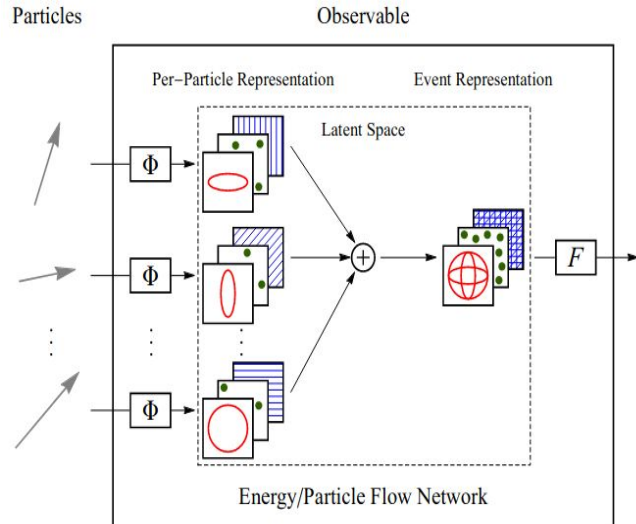 Particles
Observable
Per-Particle Representation
Event Representation
Latent Space
Φ
Φ
F
Φ
Energy/Particle Flow Network